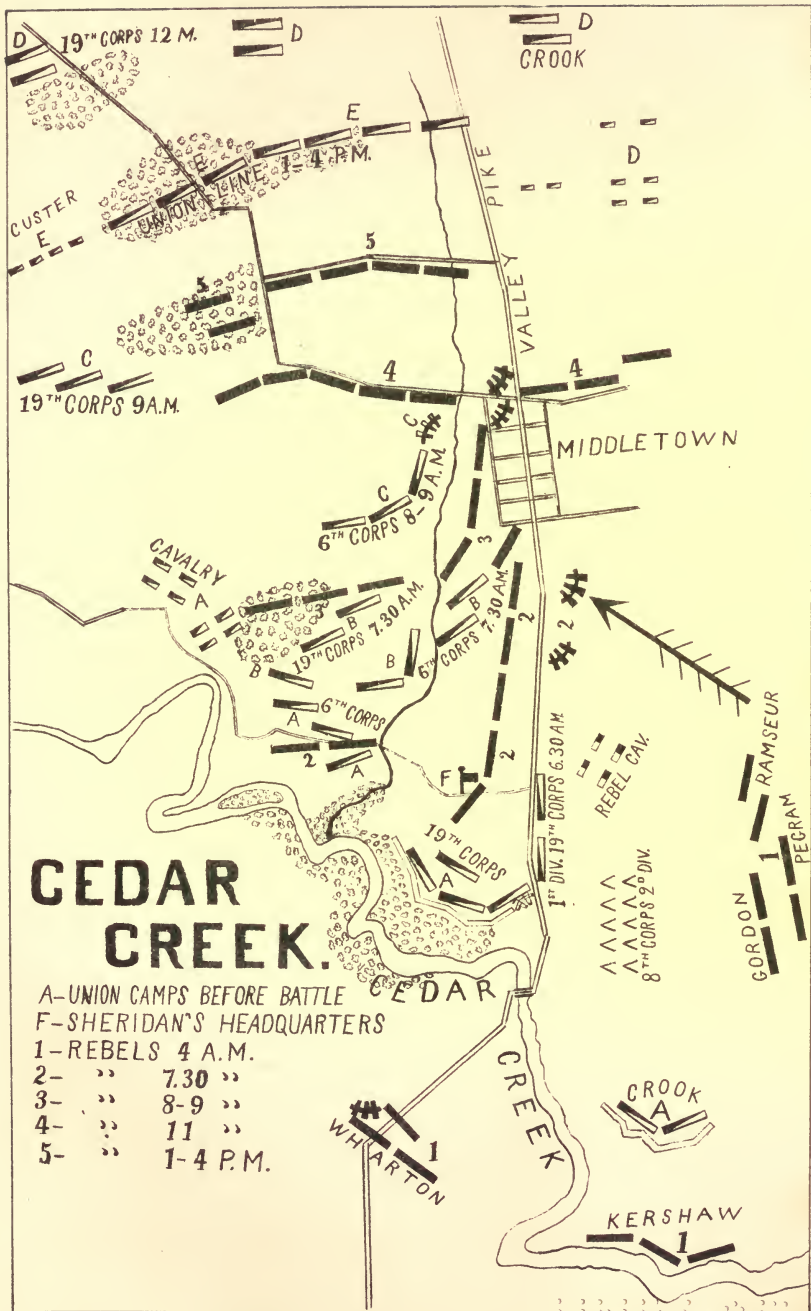 D
19TH CORPS 12 M.
D
D
CROOK
E
E
1-4 P.M.
UNION LINE
D
CUSTER
E
VALLEY PIKE
5
5
C
19TH CORPS 9 A.M.
4
4
C
C
6TH CORPS 8-9 A.M.
MIDDLETOWN
CAVALRY
A
3
3
B
19TH CORPS 7.30 A.M.
B
6TH CORPS 7.30 A.M.
2
2
B
B
6TH CORPS
A
2
A
2
F
RAMSEUR
REBEL CAV.
1ST DIV. 19TH CORPS 6.30 A.M.
19TH CORPS
A
8TH CORPS 2D DIV.
GORDON
1
PEGRAM
CEDAR
CREEK.
A-UNION CAMPS BEFORE BATTLE
F-SHERIDAN'S HEADQUARTERS
1-REBELS 4 A.M.
2- ” 7.30 ”
3- ” 8-9 ”
4- ” 11 ”
5- ” 1-4 P.M.
CEDAR
CREEK
CROOK
A
WHARTON
1
KERSHAW
1